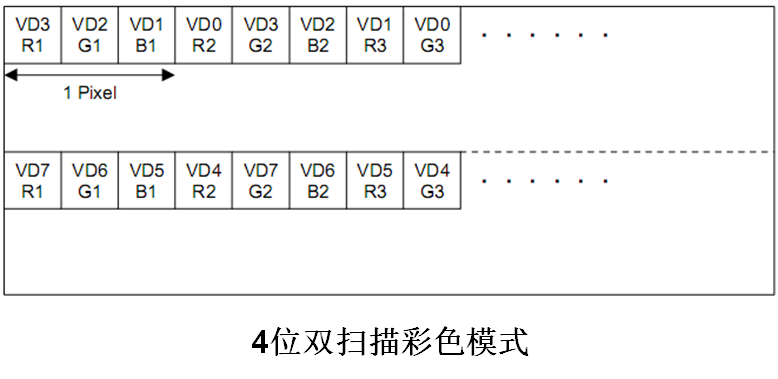 VD3 VD2 VD1 VD0 VD3 VD2 VD1 VD0
R1 G1 B1 R2 G2 B2 R3 G3
1 Pixel
VD7 VD6 VD5 VD4 VD7 VD6 VD5 VD4
R1 G1 B1 R2 G2 B2 R3 G3
4位双扫描彩色模式